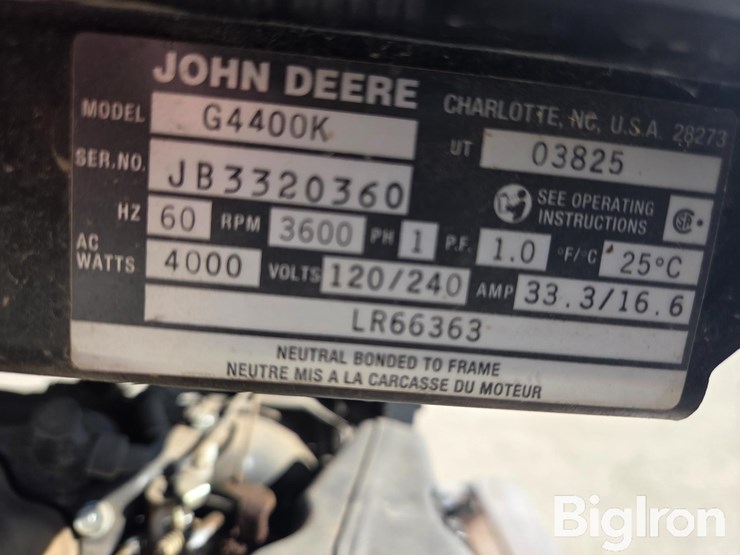 JOHN DEERE
CHARLOTTE, NC, U.S.A. 28273
MODEL G4400K
UT 03825
SER.NO. JB3320360
SEE OPERATING
INSTRUCTIONS
HZ 60 RPM 3600 PH 1 P.F. 1.0 °F/°C 25°C
AC
WATTS 4000 VOLTS 120/240 AMP 33.3/16.6
LR66363
NEUTRAL BONDED TO FRAME
NEUTRE MIS A LA CARCASSE DU MOTEUR
BigIron